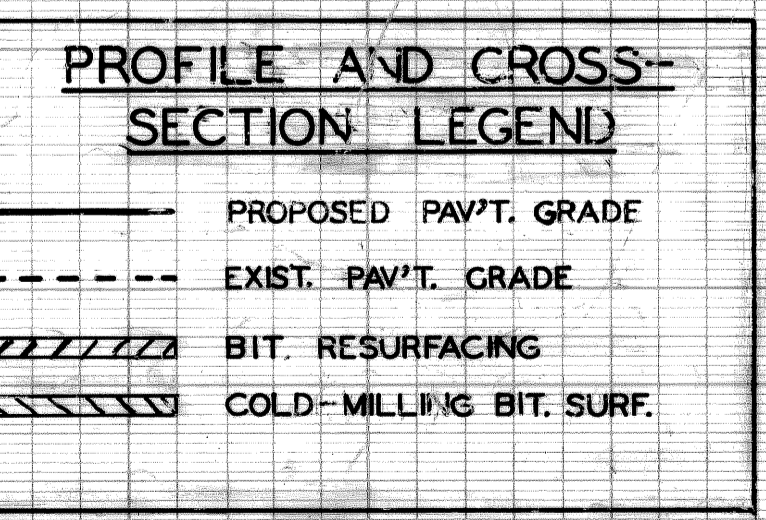 PROFILE AND CROSS-
SECTION LEGEND
PROPOSED PAV'T. GRADE
EXIST. PAV'T. GRADE
BIT. RESURFACING
COLD-MILLING BIT. SURF.